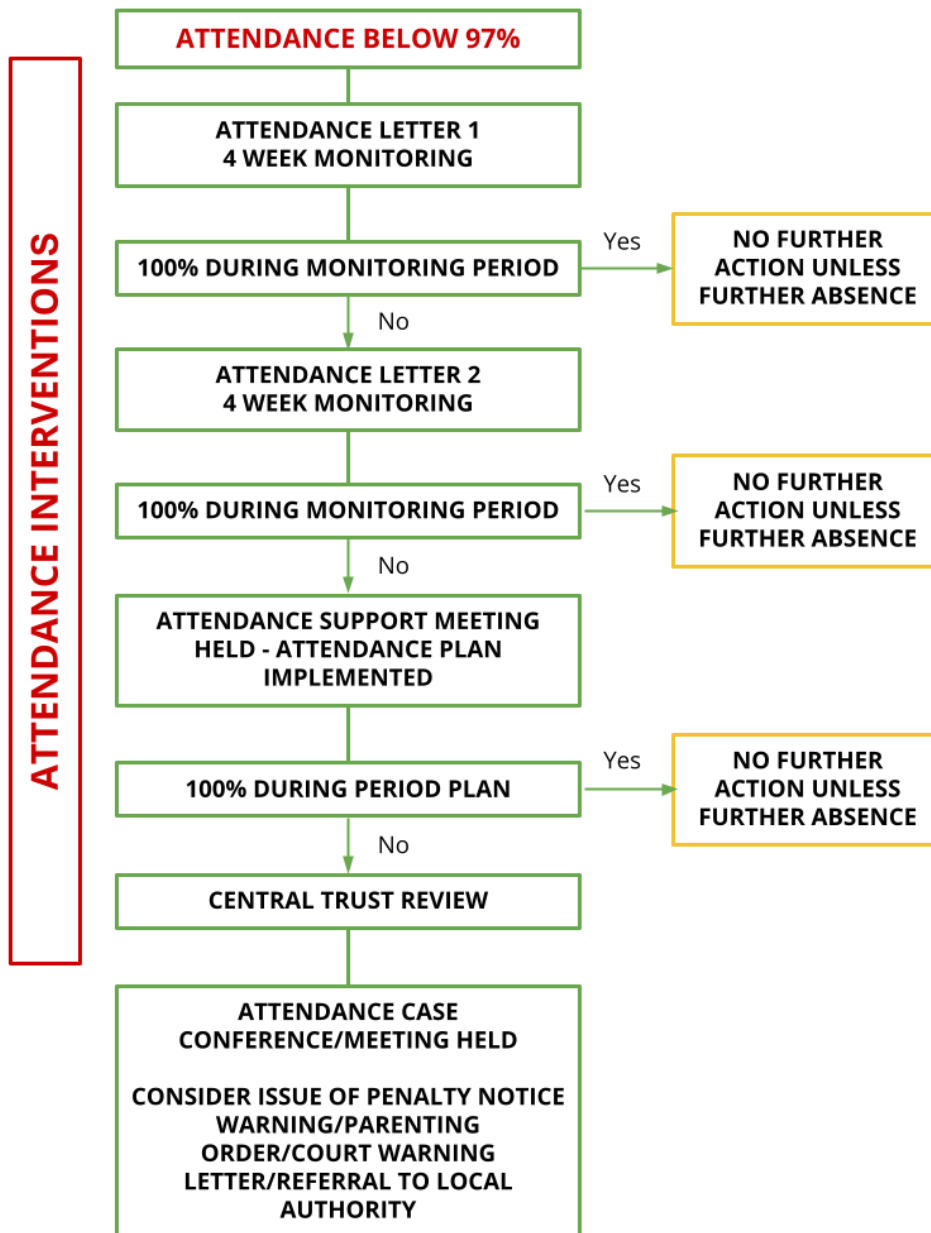 ATTENDANCE INTERVENTIONS
ATTENDANCE BELOW 97%
ATTENDANCE LETTER 1
4 WEEK MONITORING
100% DURING MONITORING PERIOD
Yes
NO FURTHER
ACTION UNLESS
FURTHER ABSENCE
No
ATTENDANCE LETTER 2
4 WEEK MONITORING
100% DURING MONITORING PERIOD
Yes
NO FURTHER
ACTION UNLESS
FURTHER ABSENCE
No
ATTENDANCE SUPPORT MEETING
HELD - ATTENDANCE PLAN
IMPLEMENTED
100% DURING PERIOD PLAN
Yes
NO FURTHER
ACTION UNLESS
FURTHER ABSENCE
No
CENTRAL TRUST REVIEW
ATTENDANCE CASE
CONFERENCE/MEETING HELD
CONSIDER ISSUE OF PENALTY NOTICE
WARNING/PARENTING
ORDER/COURT WARNING
LETTER/REFERRAL TO LOCAL
AUTHORITY